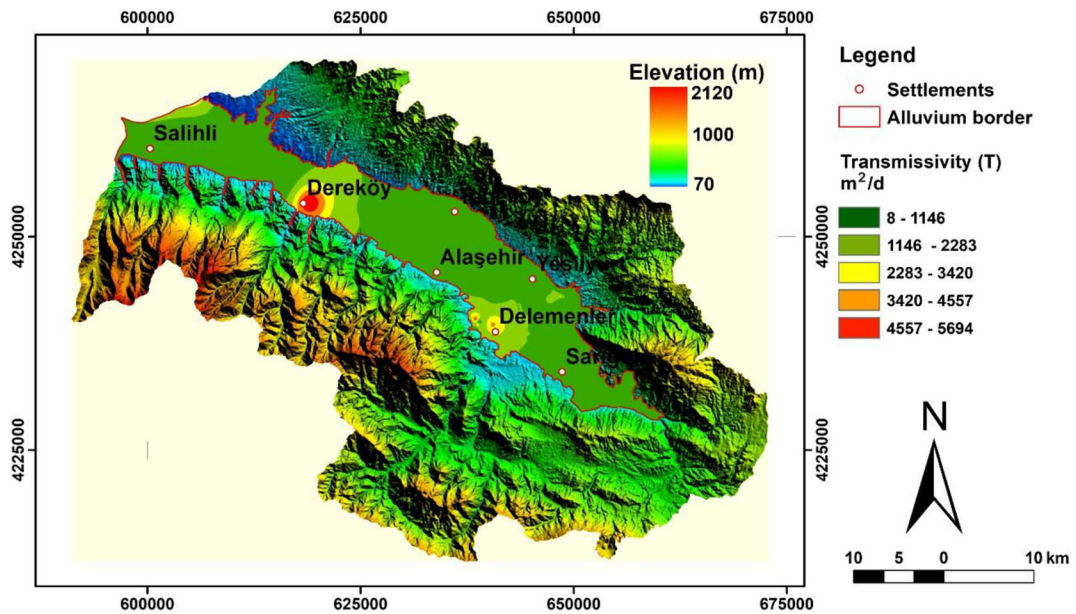 600000 625000 650000 675000
Elevation (m)
2120
1000
70
Salihli
Dereköy
Alaşehir
Delemenler
4250000
4225000
4250000
4225000
600000 625000 650000 675000
Legend
Settlements
Alluvium border
Transmissivity (T)
m²/d
8 - 1146
1146 - 2283
2283 - 3420
3420 - 4557
4557 - 5694
N
10 5 0 10 km